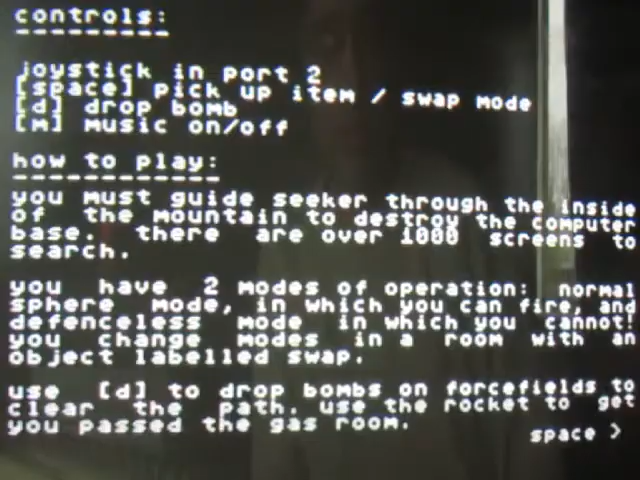 controls:
---------
joystick in port 2
[space] pick up item / swap mode
[d] drop bomb
[m] music on/off
how to play:
------------
you must guide seeker through the inside
of the mountain to destroy the computer
base. there are over 1000 screens to
search.
you have 2 modes of operation: normal
sphere mode, in which you can fire, and
defenceless mode in which you cannot!
you change modes in a room with an
object labelled swap.
use [d] to drop bombs on forcefields to
clear the path. use the rocket to get
you passed the gas room.
space >